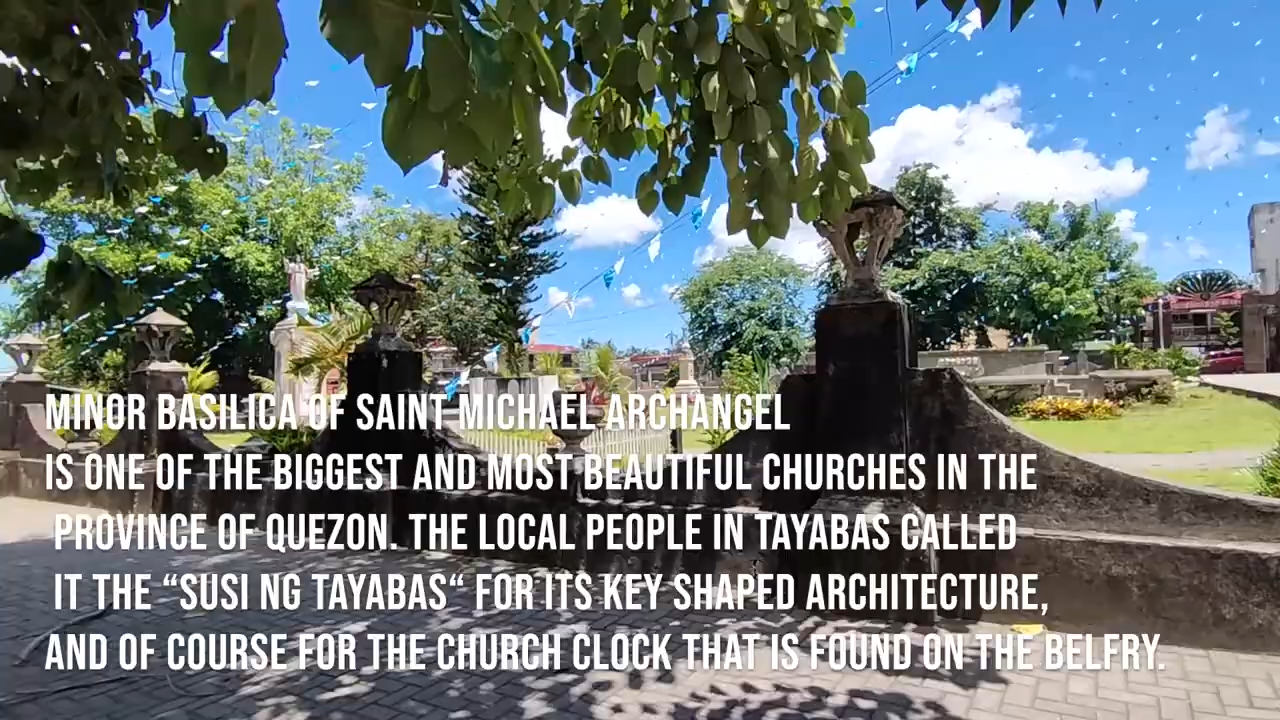 MINOR BASILICA OF SAINT MICHAEL ARCHANGEL
IS ONE OF THE BIGGEST AND MOST BEAUTIFUL CHURCHES IN THE
PROVINCE OF QUEZON. THE LOCAL PEOPLE IN TAYABAS CALLED
IT THE “SUSI NG TAYABAS“ FOR ITS KEY SHAPED ARCHITECTURE,
AND OF COURSE FOR THE CHURCH CLOCK THAT IS FOUND ON THE BELFRY.